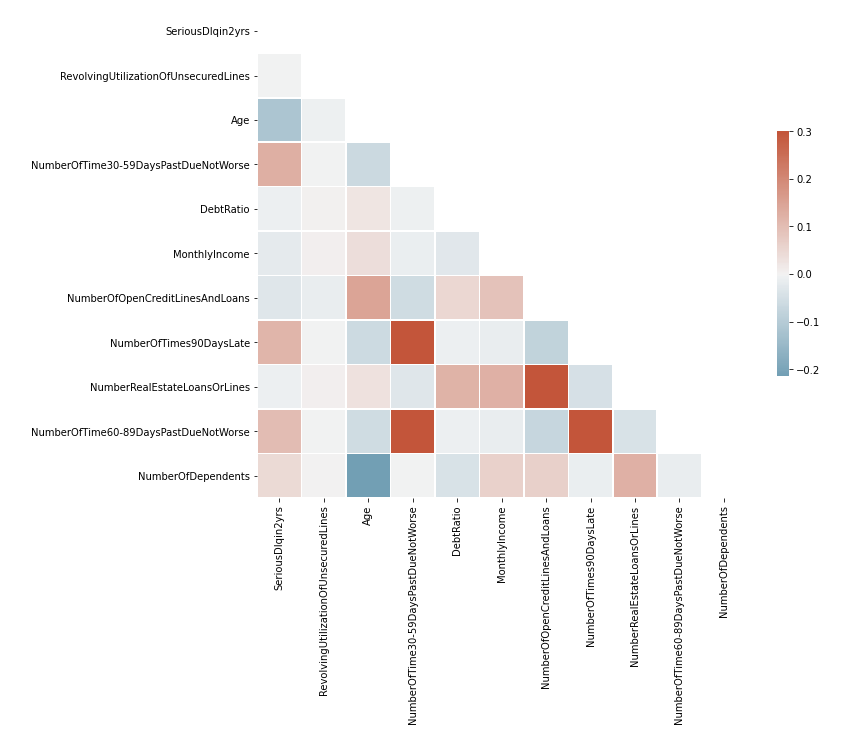 SeriousDlqin2yrs
RevolvingUtilizationOfUnsecuredLines
Age
NumberOfTime30-59DaysPastDueNotWorse
DebtRatio
MonthlyIncome
NumberOfOpenCreditLinesAndLoans
NumberOfTimes90DaysLate
NumberRealEstateLoansOrLines
NumberOfTime60-89DaysPastDueNotWorse
NumberOfDependents
SeriousDlqin2yrs
RevolvingUtilizationOfUnsecuredLines
Age
NumberOfTime30-59DaysPastDueNotWorse
DebtRatio
MonthlyIncome
NumberOfOpenCreditLinesAndLoans
NumberOfTimes90DaysLate
NumberRealEstateLoansOrLines
NumberOfTime60-89DaysPastDueNotWorse
NumberOfDependents
0.3
0.2
0.1
0.0
−0.1
−0.2